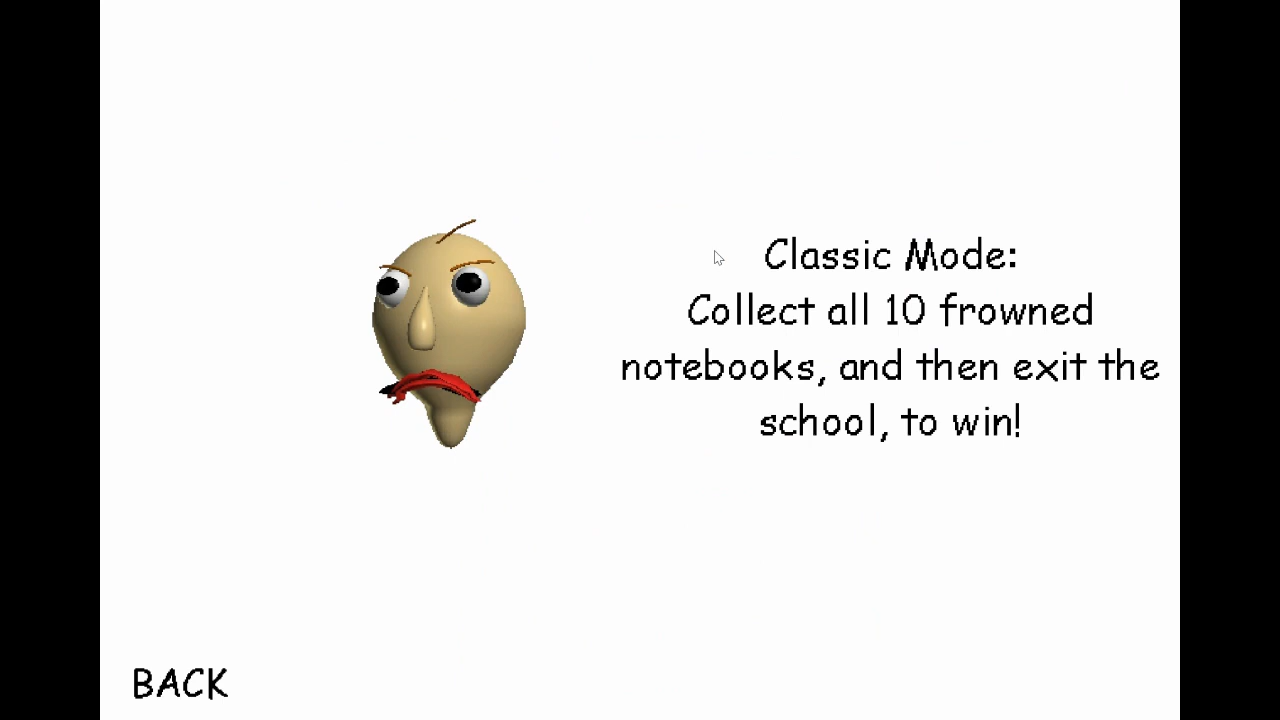 Classic Mode:
Collect all 10 frowned
notebooks, and then exit the
school, to win!
BACK